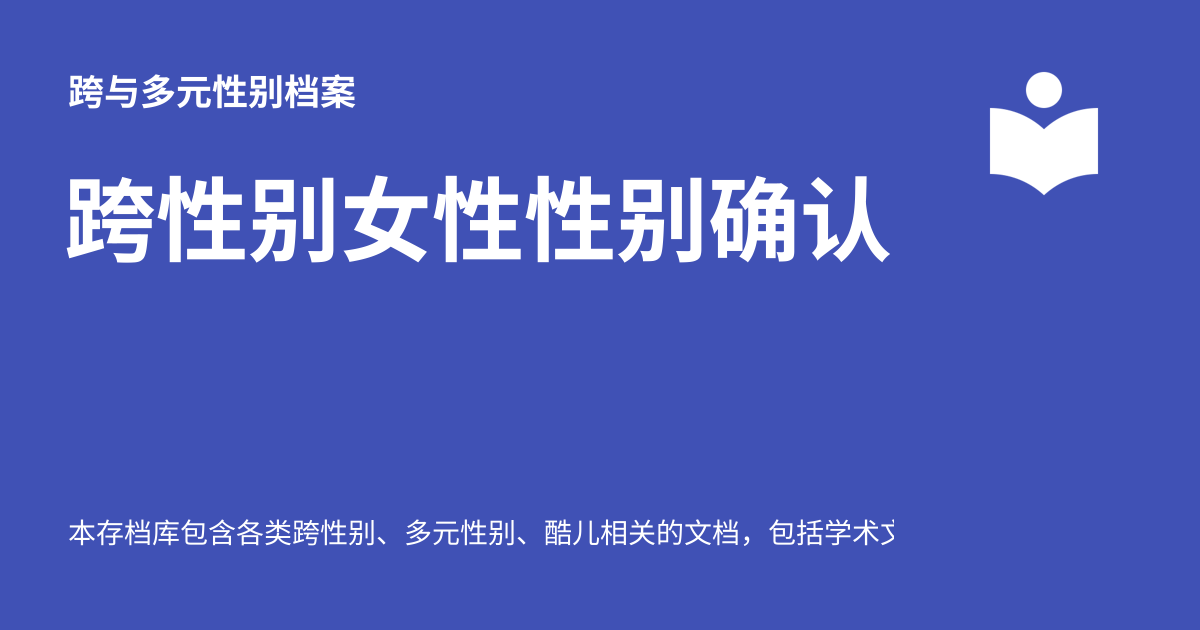 跨与多元性别档案
跨性别女性性别确认
本存档库包含各类跨性别、多元性别、酷儿相关的文档，包括学术